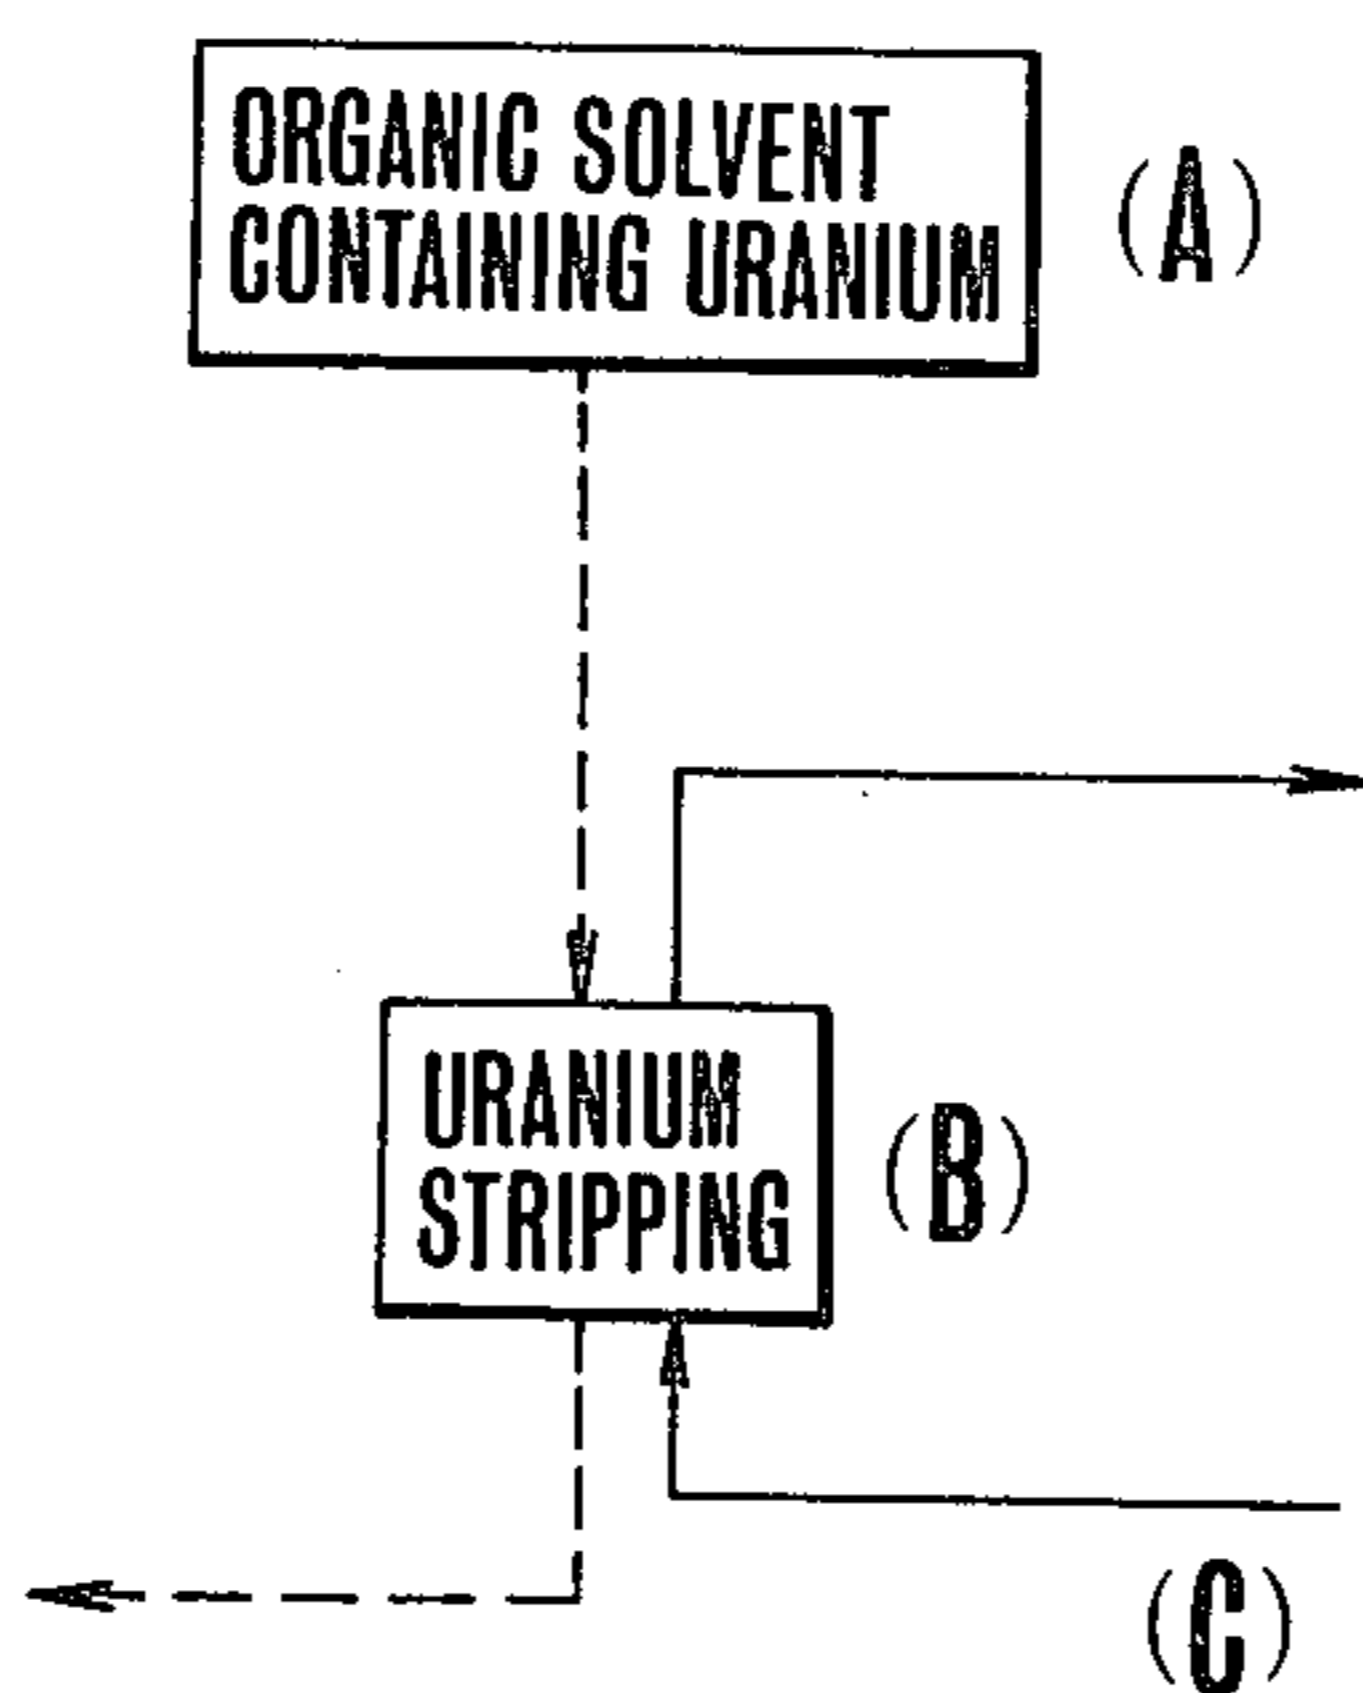 ORGANIC SOLVENT
CONTAINING URANIUM
(A)
URANIUM
STRIPPING
(B)
(C)